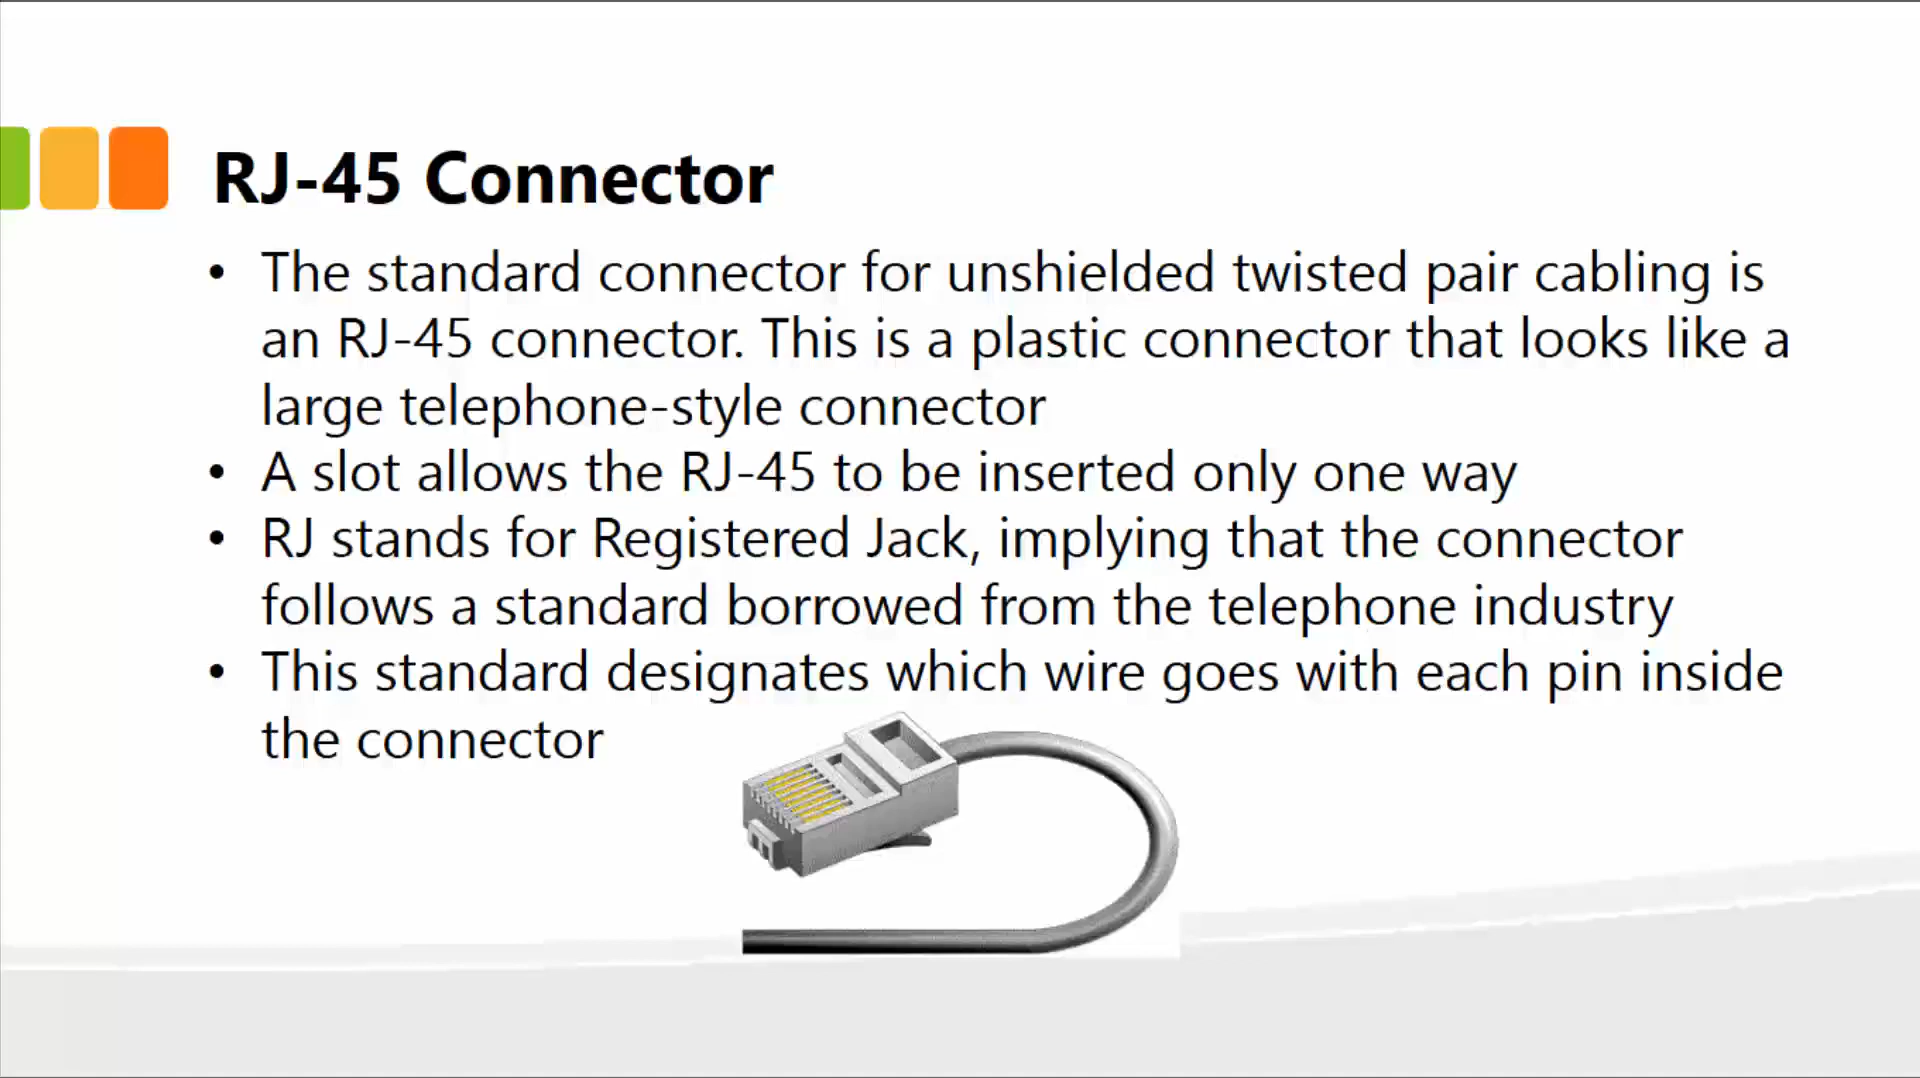 RJ-45 Connector
• The standard connector for unshielded twisted pair cabling is
an RJ-45 connector. This is a plastic connector that looks like a
large telephone-style connector
• A slot allows the RJ-45 to be inserted only one way
• RJ stands for Registered Jack, implying that the connector
follows a standard borrowed from the telephone industry
• This standard designates which wire goes with each pin inside
the connector